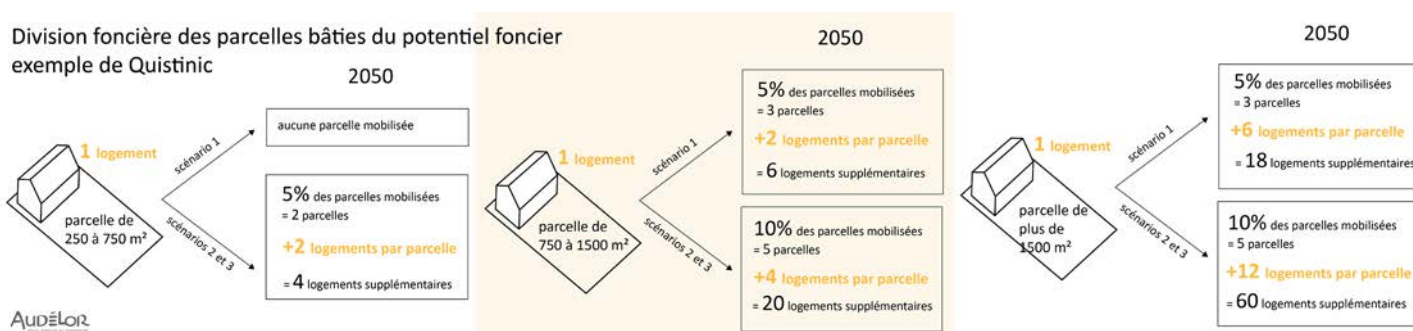 Division foncière des parcelles bâties du potentiel foncier
exemple de Quistinic
2050
1 logement
parcelle de
250 à 750 m²
scénario 1
aucune parcelle mobilisée
scénarios 2 et 3
5% des parcelles mobilisées
= 2 parcelles
+2 logements par parcelle
= 4 logements supplémentaires
2050
1 logement
parcelle de
750 à 1500 m²
scénario 1
5% des parcelles mobilisées
= 3 parcelles
+2 logements par parcelle
= 6 logements supplémentaires
scénarios 2 et 3
10% des parcelles mobilisées
= 5 parcelles
+4 logements par parcelle
= 20 logements supplémentaires
2050
1 logement
parcelle de
plus de
1500 m²
scénario 1
5% des parcelles mobilisées
= 3 parcelles
+6 logements par parcelle
= 18 logements supplémentaires
scénarios 2 et 3
10% des parcelles mobilisées
= 5 parcelles
+12 logements par parcelle
= 60 logements supplémentaires
AUDÉLOR